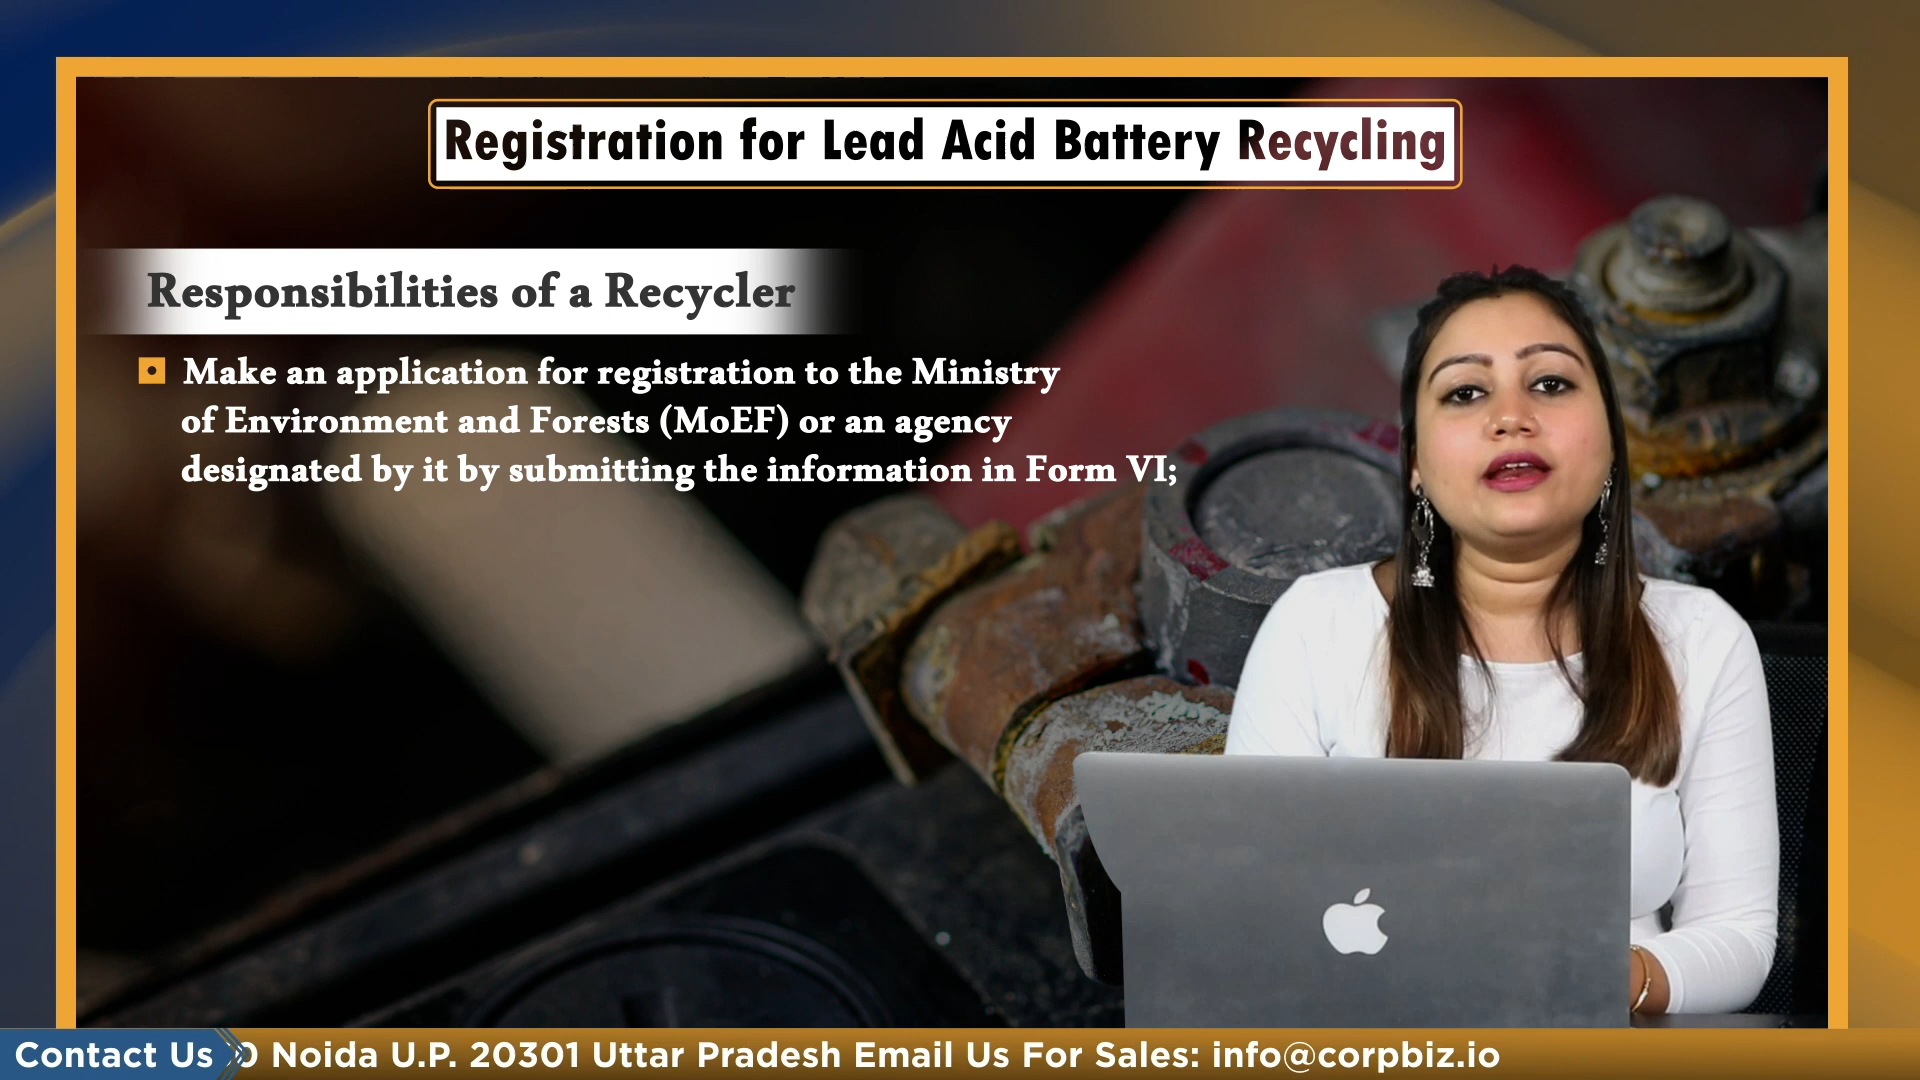 Registration for Lead Acid Battery Recycling
Responsibilities of a Recycler
Make an application for registration to the Ministry
of Environment and Forests (MoEF) or an agency
designated by it by submitting the information in Form VI;
Contact Us Noida U.P. 20301 Uttar Pradesh Email Us For Sales: info@corpbiz.io